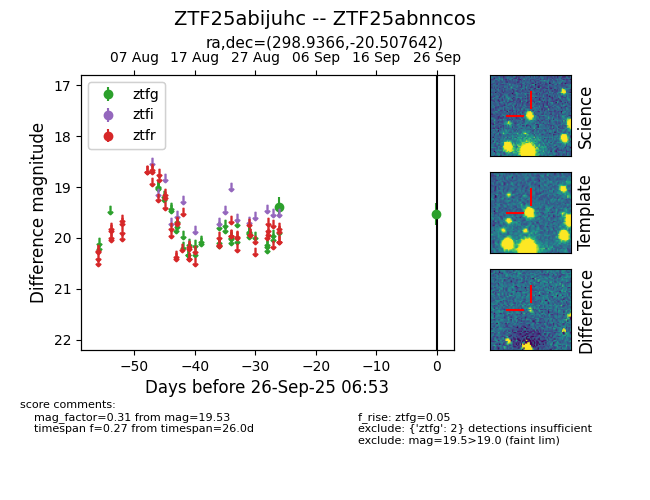 ZTF25abijuhc -- ZTF25abnncos
ra,dec=(298.9366,-20.507642)
07 Aug 17 Aug 27 Aug 06 Sep 16 Sep 26 Sep
17
18
19
20
21
22
Difference magnitude
ztfg
ztfi
ztfr
−50 −40 −30 −20 −10 0
Days before 26-Sep-25 06:53
Science
Template
Difference
score comments:
mag_factor=0.31 from mag=19.53
timespan f=0.27 from timespan=26.0d
f_rise: ztfg=0.05
exclude: {'ztfg': 2} detections insufficient
exclude: mag=19.5>19.0 (faint lim)